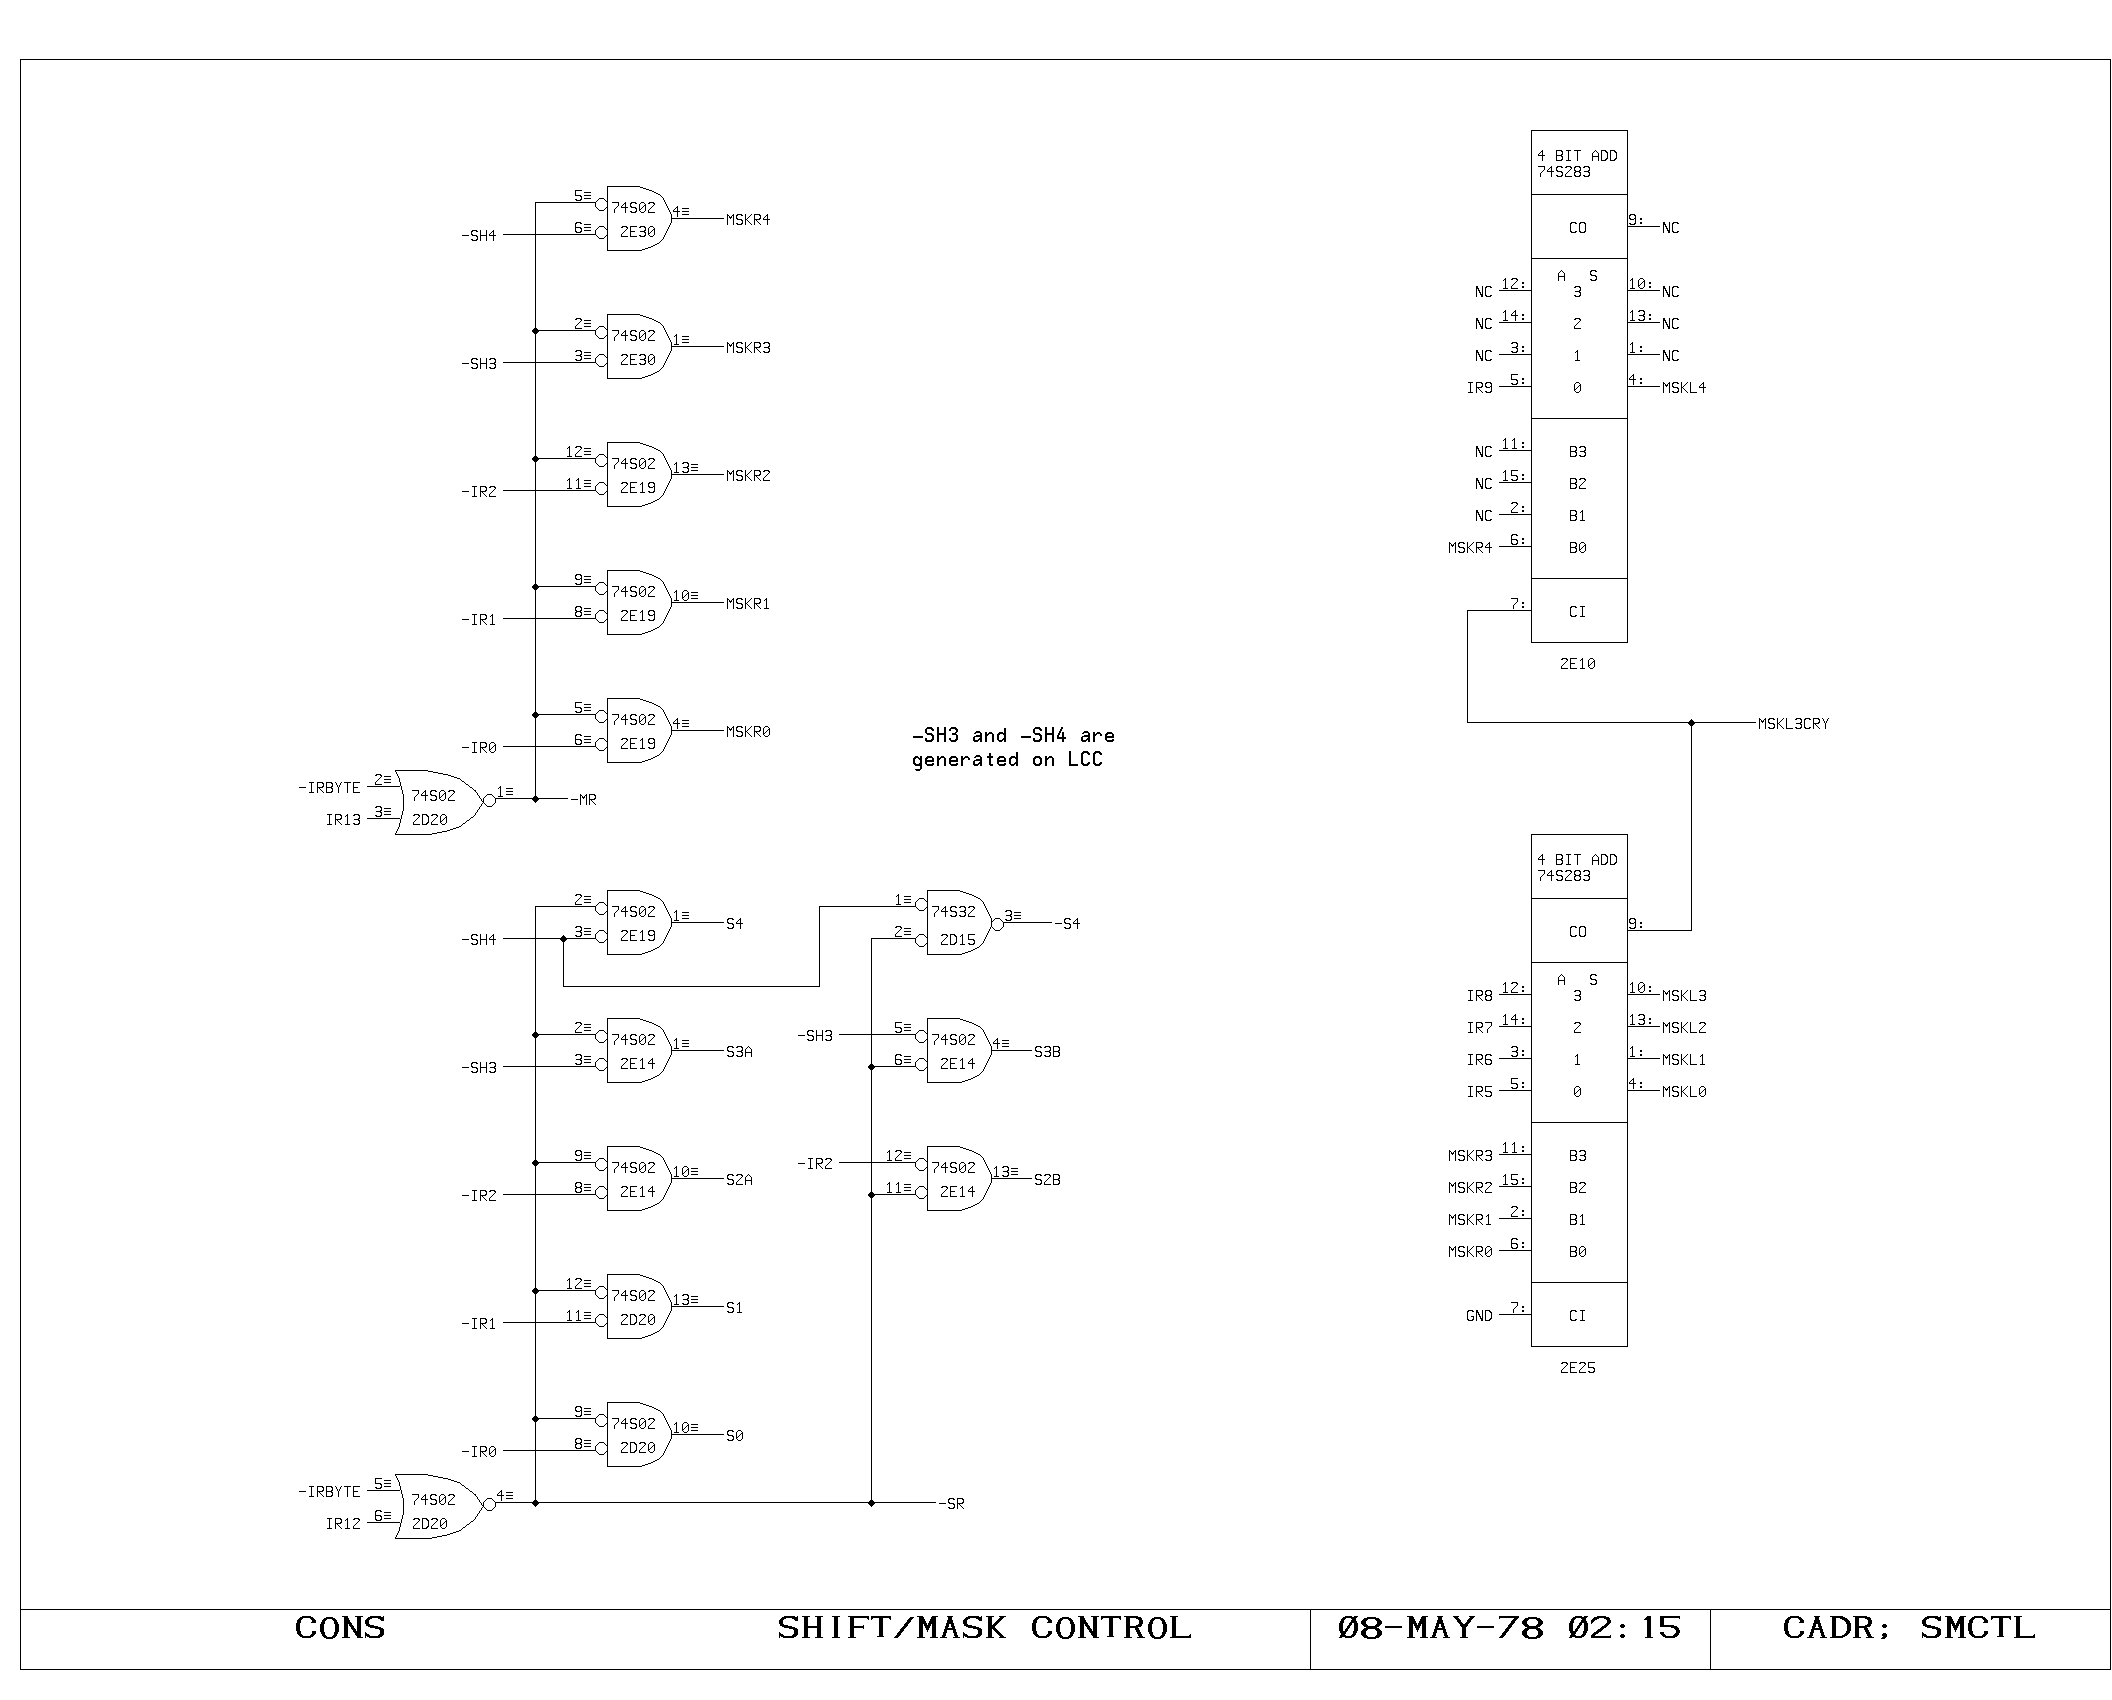 5≡ 74S02 4≡ MSKR4
-SH4 6≡ 2E30
2≡ 74S02 1≡ MSKR3
-SH3 3≡ 2E30
12≡ 74S02 13≡ MSKR2
-IR2 11≡ 2E19
9≡ 74S02 10≡ MSKR1
-IR1 8≡ 2E19
5≡ 74S02 4≡ MSKR0
-IR0 6≡ 2E19
-IRBYTE 2≡ 74S02 1≡ -MR
IR13 3≡ 2D20
-SH3 and -SH4 are
generated on LCC
2≡ 74S02 1≡ S4
-SH4 3≡ 2E19
1≡ 74S32 3≡ -S4
2≡ 2D15
2≡ 74S02 1≡ S3A
-SH3 3≡ 2E14
-SH3 5≡ 74S02 4≡ S3B
6≡ 2E14
9≡ 74S02 10≡ S2A
-IR2 8≡ 2E14
-IR2 12≡ 74S02 13≡ S2B
11≡ 2E14
12≡ 74S02 13≡ S1
-IR1 11≡ 2D20
9≡ 74S02 10≡ S0
-IR0 8≡ 2D20
-IRBYTE 5≡ 74S02 4≡ -SR
IR12 6≡ 2D20
4 BIT ADD
74S283
CO 9: NC
A S
NC 12: 3 10: NC
NC 14: 2 13: NC
NC 3: 1 1: NC
IR9 5: 0 4: MSKL4
NC 11: B3
NC 15: B2
NC 2: B1
MSKR4 6: B0
7: CI
2E10
MSKL3CRY
4 BIT ADD
74S283
CO 9:
A S
IR8 12: 3 10: MSKL3
IR7 14: 2 13: MSKL2
IR6 3: 1 1: MSKL1
IR5 5: 0 4: MSKL0
MSKR3 11: B3
MSKR2 15: B2
MSKR1 2: B1
MSKR0 6: B0
GND 7: CI
2E25
CONS SHIFT/MASK CONTROL 08-MAY-78 02:15 CADR; SMCTL